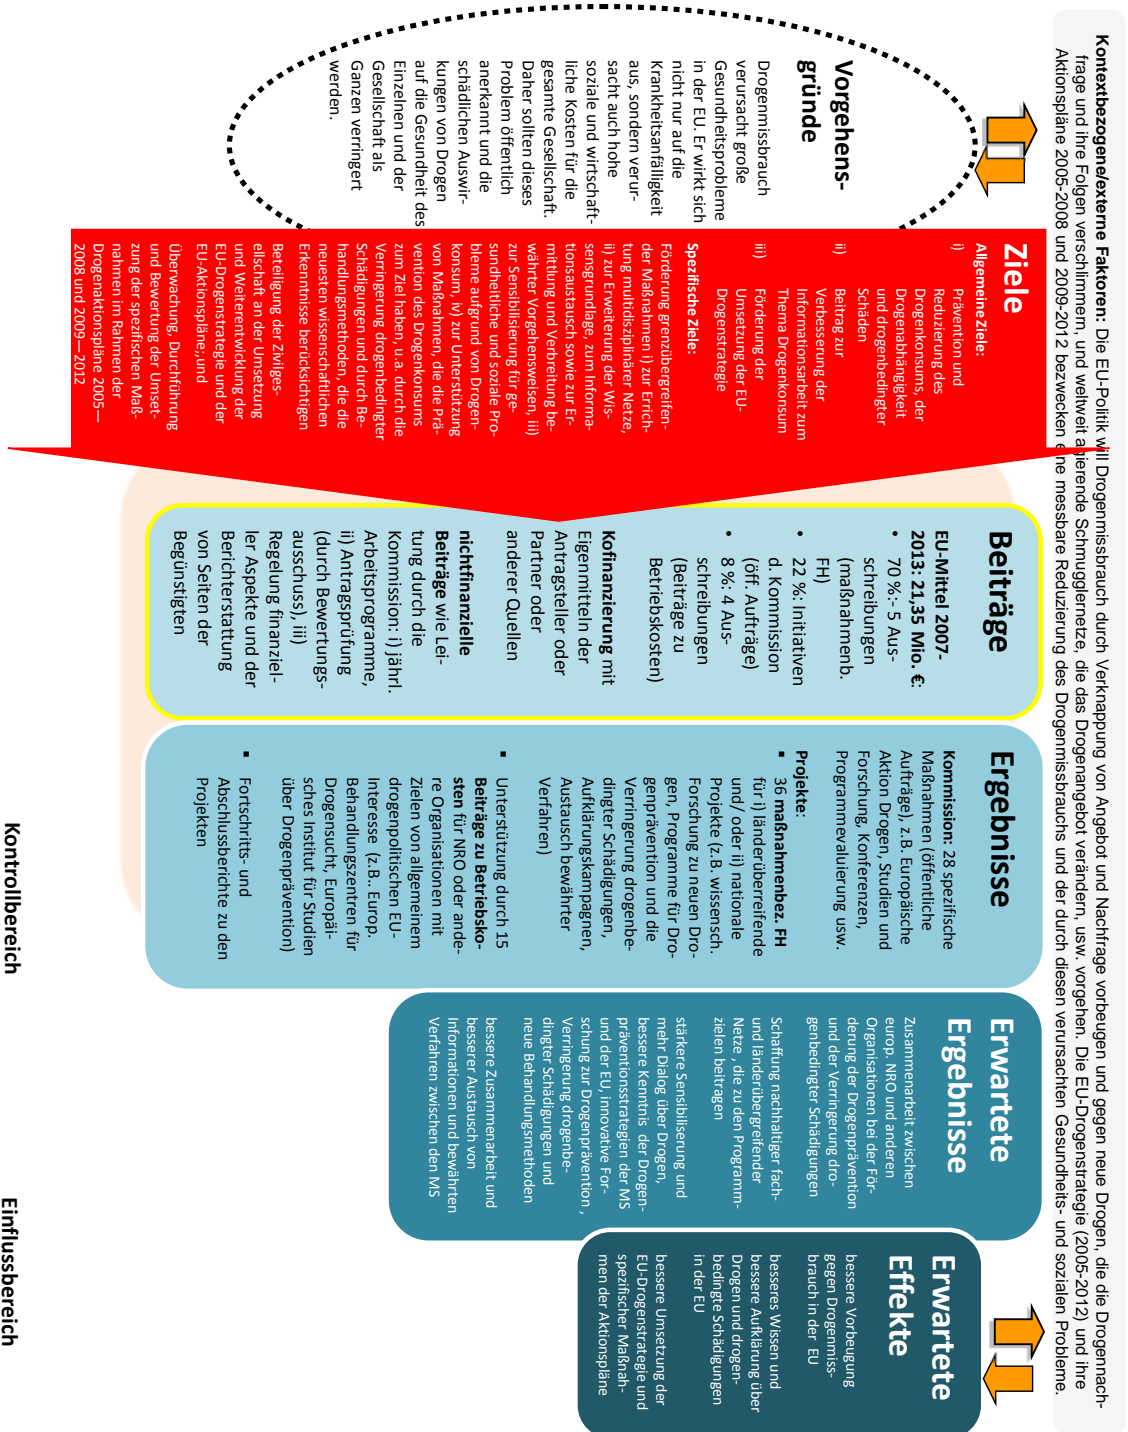 Kontextbezogene/externe Faktoren: Die EU-Politik will Drogenmissbrauch durch Verknappung von Angebot und Nachfrage vorbeugen und gegen neue Drogen, die die Drogennach-
frage und ihre Folgen verschlimmern, und weltweit agierende Schmugglernetze, die das Drogenangebot verändern, usw. vorgehen. Die EU-Drogenstrategie (2005-2012) und ihre
Aktionspläne 2005-2008 und 2009-2012 bezwecken eine messbare Reduzierung des Drogenmissbrauchs und der durch diesen verursachten Gesundheits- und sozialen Probleme.
Vorgehens-
gründe
Drogenmissbrauch
verursacht große
Gesundheitsprobleme
in der EU. Er wirkt sich
nicht nur auf die
Krankheitsanfälligkeit
aus, sondern verur-
sacht auch hohe
soziale und wirtschaft-
liche Kosten für die
gesamte Gesellschaft.
Daher sollten dieses
Problem öffentlich
anerkannt und die
schädlichen Auswir-
kungen von Drogen
auf die Gesundheit des
Einzelnen und der
Gesellschaft als
Ganzen verringert
werden.
Ziele
Allgemeine Ziele:
i) Prävention und
Reduzierung des
Drogenkonsums, der
Drogenabhängigkeit
und drogenbedingter
Schäden
ii) Beitrag zur
Verbesserung der
Informationsarbeit zum
Thema Drogenkonsum
iii) Förderung der
Umsetzung der EU-
Drogenstrategie
Spezifische Ziele:
Förderung grenzübergreifen-
der Maßnahmen i) zur Errich-
tung multidisziplinärer Netze,
ii) zur Erweiterung der Wis-
sensgrundlage, zum Informa-
tionsaustausch sowie zur Er-
mittlung und Verbreitung be-
währter Vorgehensweisen, iii)
zur Sensibilisierung für ge-
sundheitliche und soziale Pro-
bleme aufgrund von Drogen-
konsum, iv) zur Unterstützung
von Maßnahmen, die die Prä-
vention des Drogenkonsums
zum Ziel haben, u.a. durch die
Verringerung drogenbedingter
Schädigungen und durch Be-
handlungsmethoden, die die
neuesten wissenschaftlichen
Erkenntnisse berücksichtigen
Beteiligung der Zivilges-
ellschaft an der Umsetzung
und Weiterentwicklung der
EU-Drogenstrategie und der
EU-Aktionspläne;und
Überwachung, Durchführung
und Bewertung der Umset-
zung der spezifischen Maß-
nahmen im Rahmen der
Drogenaktionspläne 2005—
2008 und 2009— 2012
Beiträge
EU-Mittel 2007-
2013: 21,35 Mio. €:
• 70 %:- 5 Aus-
schreibungen
(maßnahmenb.
FH)
• 22 %: Initiativen
d. Kommission
(öff. Aufträge)
• 8 %: 4 Aus-
schreibungen
(Beiträge zu
Betriebskosten)
Kofinanzierung mit
Eigenmitteln der
Antragsteller oder
Partner oder
anderer Quellen
nichtfinanzielle
Beiträge wie Lei-
tung durch die
Kommission: i) jährl.
Arbeitsprogramme,
ii) Antragsprüfung
(durch Bewertungs-
ausschuss), iii)
Regelung finanziel-
ler Aspekte und der
Berichterstattung
von Seiten der
Begünstigten
Ergebnisse
Kommission: 28 spezifische
Maßnahmen (öffentliche
Aufträge), z.B. Europäische
Aktion Drogen, Studien und
Forschung, Konferenzen,
Programmevaluierung usw.
Projekte:
▪ 36 maßnahmenbez. FH
für i) länderüberreifende
und/ oder ii) nationale
Projekte (z.B. wissensch.
Forschung zu neuen Dro-
gen, Programme für Dro-
genprävention und die
Verringerung drogenbe-
dingter Schädigungen,
Aufklärungskampagnen,
Austausch bewährter
Verfahren)
▪ Unterstützung durch 15
Beiträge zu Betriebsko-
sten für NRO oder ande-
re Organisationen mit
Zielen von allgemeinem
drogenpolitischen EU-
Interesse (z.B.. Europ.
Behandlungszentren für
Drogensucht, Europäi-
sches Institut für Studien
über Drogenprävention)
▪ Fortschritts- und
Abschlussberichte zu den
Projekten
Erwartete
Ergebnisse
Zusammenarbeit zwischen
europ. NRO und anderen
Organisationen bei der För-
derung der Drogenprävention
und der Verringerung dro-
genbedingter Schädigungen
Schaffung nachhaltiger fach-
und länderübergreifender
Netze , die zu den Programm-
zielen beitragen
stärkere Sensibilisierung und
mehr Dialog über Drogen,
bessere Kenntnis der Drogen-
präventionsstrategien der MS
und der EU, innovative For-
schung zur Drogenprävention ,
Verringerung drogenbe-
dingter Schädigungen und
neue Behandlungsmethoden
bessere Zusammenarbeit und
besserer Austausch von
Informationen und bewährten
Verfahren zwischen den MS
Erwartete
Effekte
bessere Vorbeugung
gegen Drogenmiss-
brauch in der EU
besseres Wissen und
bessere Aufklärung über
Drogen und drogen-
bedingte Schädigungen
in der EU
bessere Umsetzung der
EU-Drogenstrategie und
spezifischer Maßnah-
men der Aktionspläne
Kontrollbereich
Einflussbereich